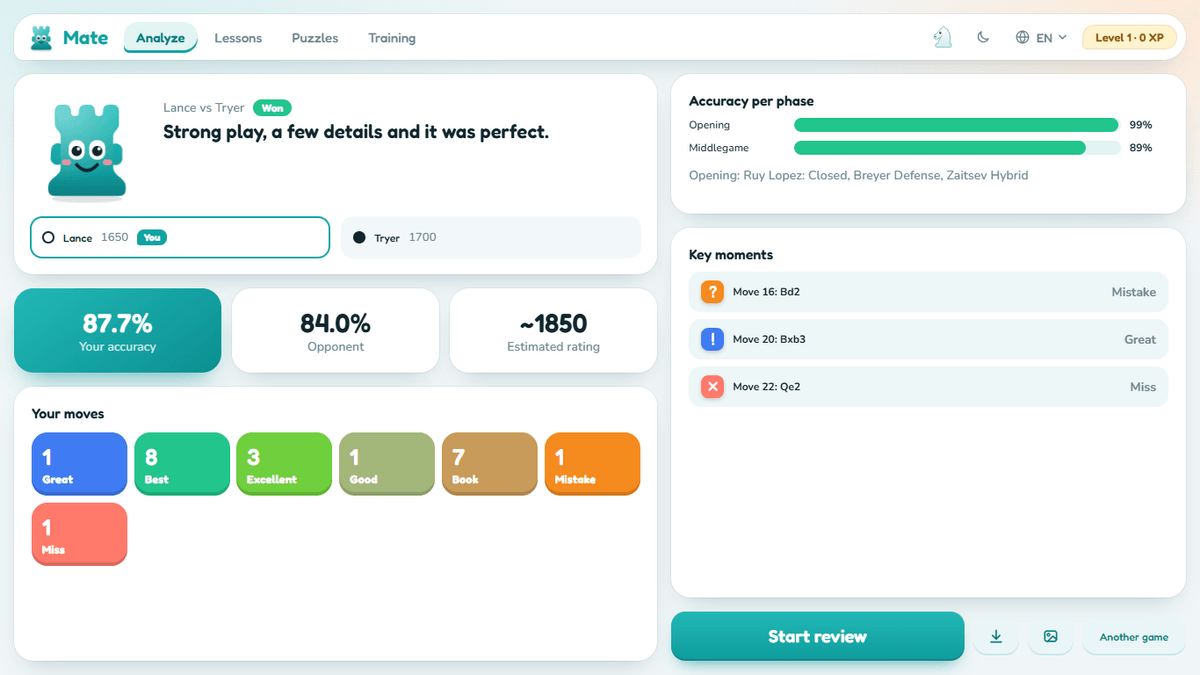 Mate
Analyze
Lessons
Puzzles
Training
EN
Level 1 · 0 XP
Lance vs Tryer Won
Strong play, a few details and it was perfect.
Lance 1650 You
Tryer 1700
87.7%
Your accuracy
84.0%
Opponent
~1850
Estimated rating
Your moves
1
Great
8
Best
3
Excellent
1
Good
7
Book
1
Mistake
1
Miss
Accuracy per phase
Opening 99%
Middlegame 89%
Opening: Ruy Lopez: Closed, Breyer Defense, Zaitsev Hybrid
Key moments
? Move 16: Bd2 Mistake
! Move 20: Bxb3 Great
Move 22: Qe2 Miss
Start review
Another game